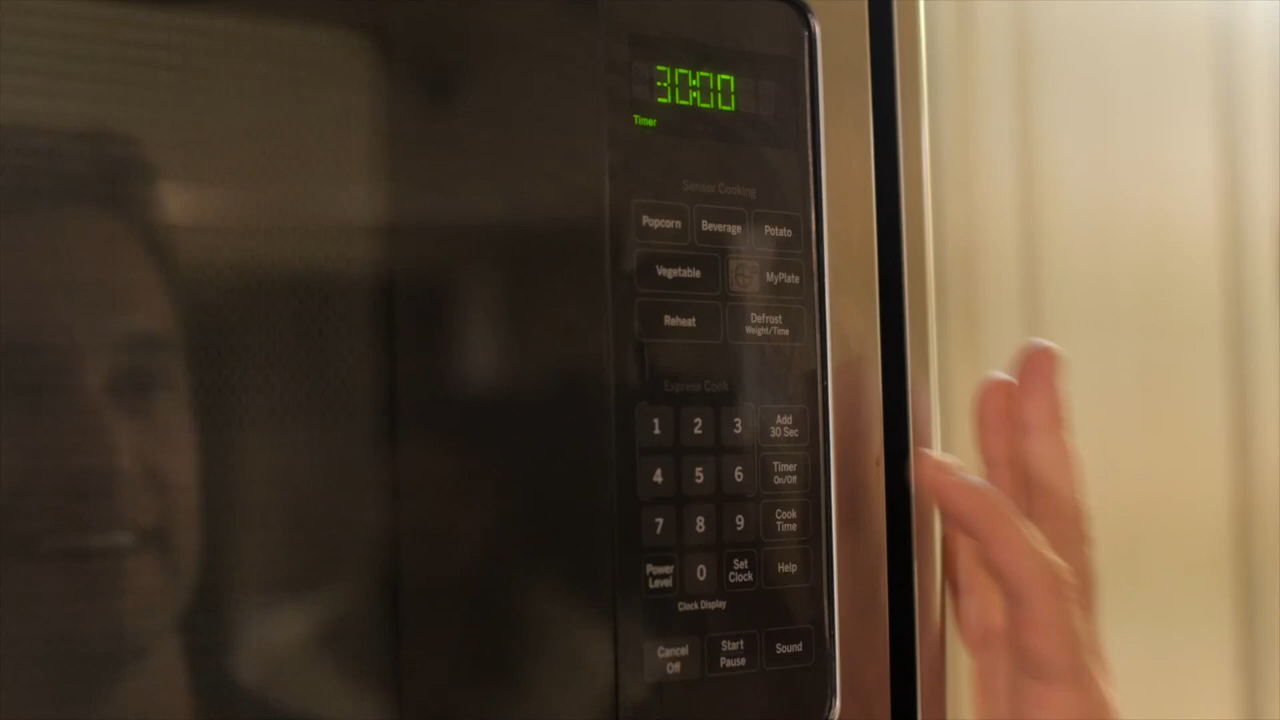 30:00
Timer
Sensor Cooking
Popcorn Beverage Potato
Vegetable MyPlate
Reheat Defrost
Weight/Time
Express Cook
1 2 3 Add
30 Sec
4 5 6 Timer
On/Off
7 8 9 Cook
Time
Power
Level 0 Set
Clock Help
Clock Display
Cancel
Off Start
Pause Sound